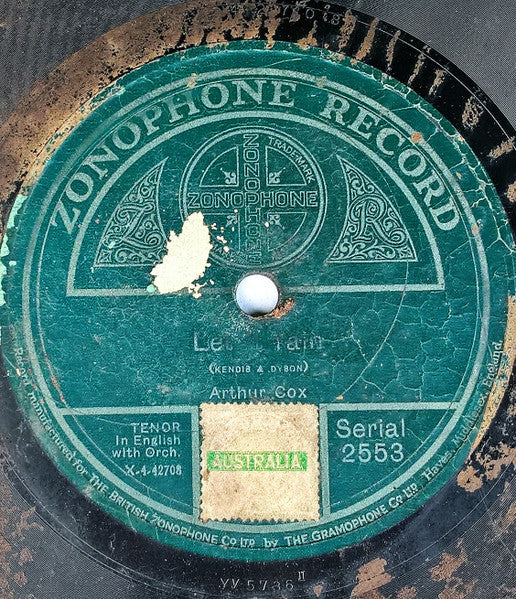 ZONOPHONE RECORD
TRADE-MARK
ZONOPHONE
ZONOPHONE
(KENDIS & DYSON)
Arthur Cox
TENOR
In English
with Orch.
X-4-42708
AUSTRALIA
Serial
2553
Record manufactured for THE BRITISH ZONOPHONE Co LTD by THE GRAMOPHONE Co LTD Hayes, Middlesex, England.
YY 5736 II